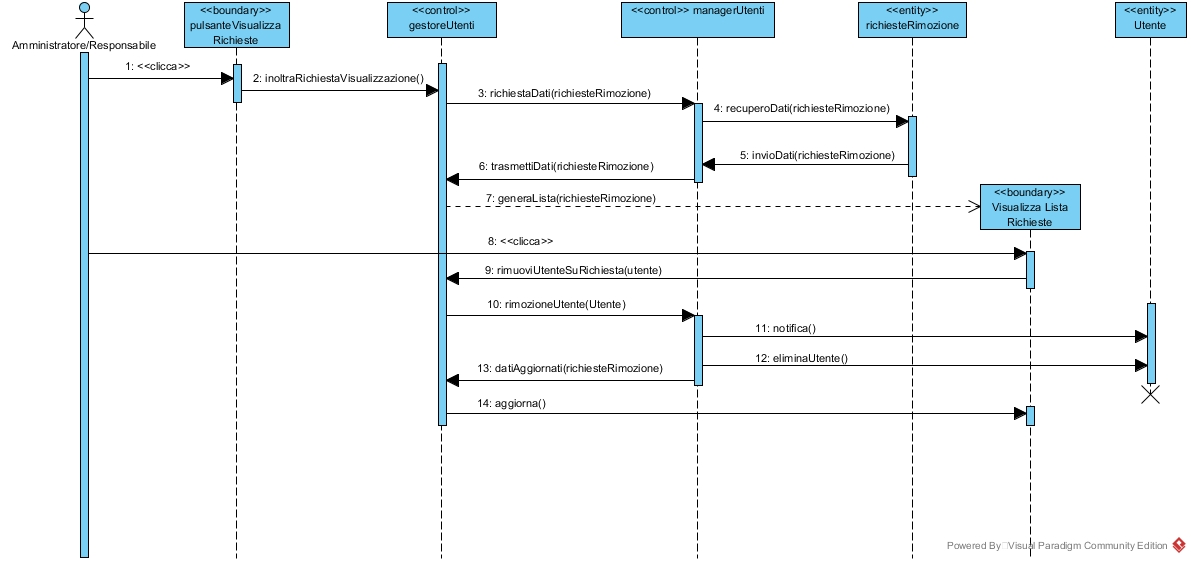 <<boundary>>
pulsanteVisualizza
Richieste
<<control>>
gestoreUtenti
<<control>> managerUtenti
<<entity>>
richiesteRimozione
<<entity>>
Utente
Amministratore/Responsabile
1: <<clicca>>
2: inoltraRichiestaVisualizzazione()
3: richiestaDati(richiesteRimozione)
4: recuperoDati(richiesteRimozione)
5: invioDati(richiesteRimozione)
6: trasmettiDati(richiesteRimozione)
7: generaLista(richiesteRimozione)
<<boundary>>
Visualizza Lista
Richieste
8: <<clicca>>
9: rimuoviUtenteSuRichiesta(utente)
10: rimozioneUtente(Utente)
11: notifica()
12: eliminaUtente()
13: datiAggiornati(richiesteRimozione)
14: aggiorna()
Powered By Visual Paradigm Community Edition